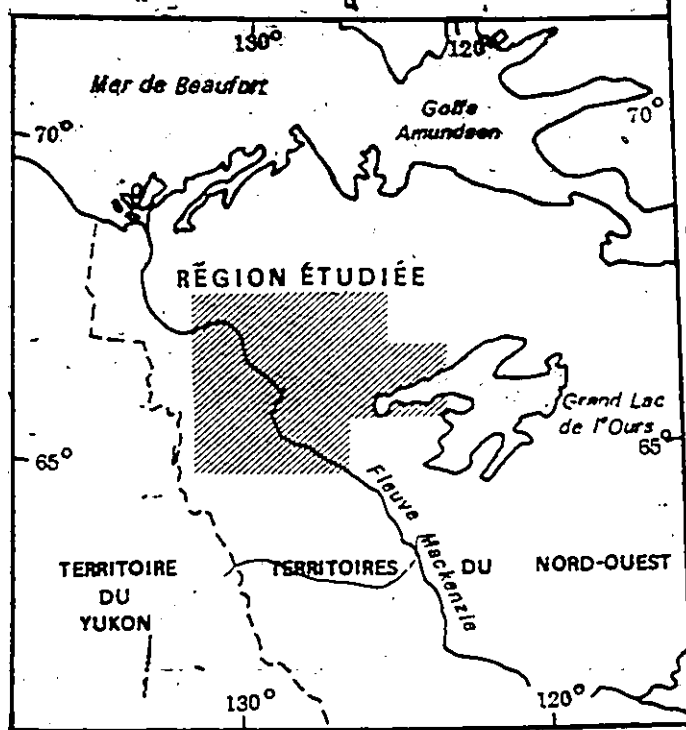 130°
120°
Mer de Beaufort
Golfe
Amundsen
70°
70°
RÉGION ÉTUDIÉE
Grand Lac
de l'Ours
65°
65°
Fleuve Mackenzie
TERRITOIRE
DU
YUKON
TERRITOIRES DU NORD-OUEST
130°
120°